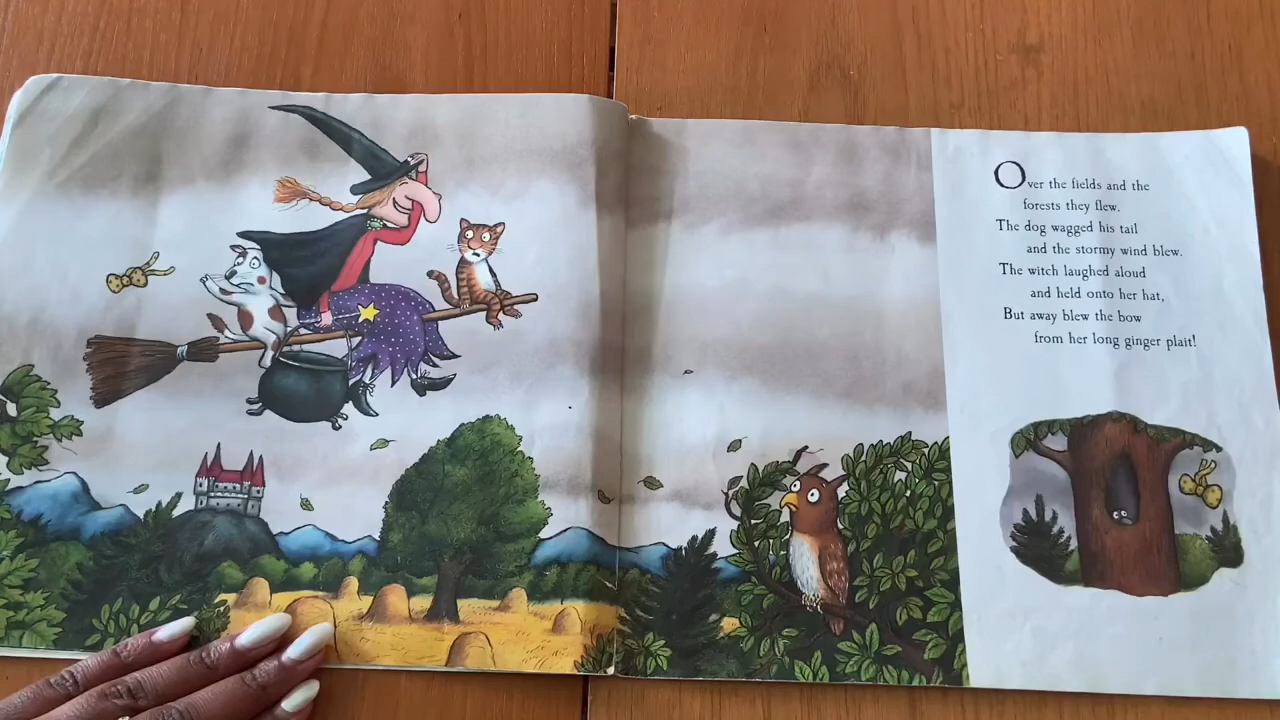 Over the fields and the
forests they flew.
The dog wagged his tail
and the stormy wind blew.
The witch laughed aloud
and held onto her hat,
But away blew the bow
from her long ginger plait!